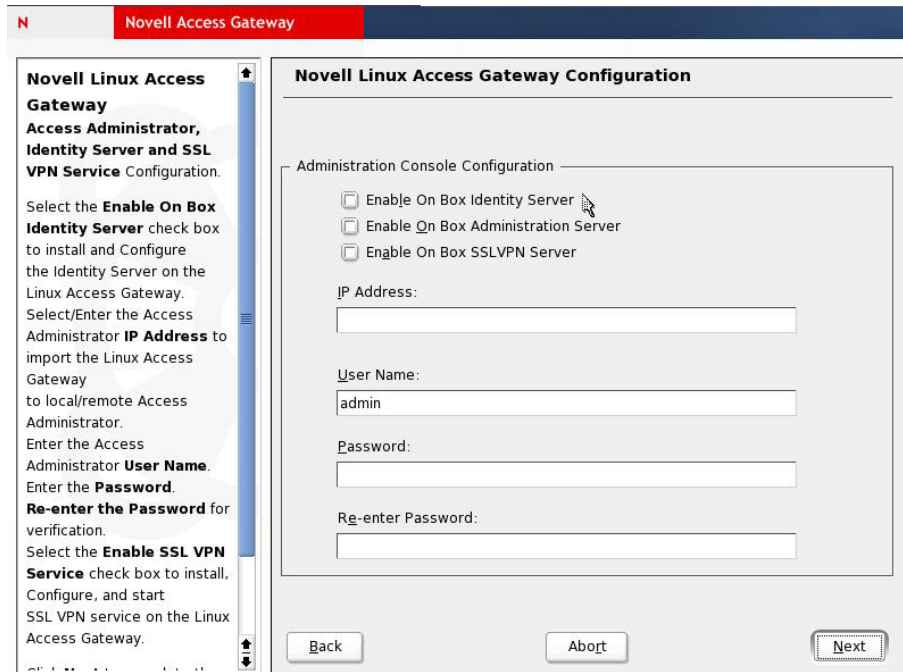 N
Novell Access Gateway
Novell Linux Access
Gateway
Access Administrator,
Identity Server and SSL
VPN Service Configuration.
Select the Enable On Box
Identity Server check box
to install and Configure
the Identity Server on the
Linux Access Gateway.
Select/Enter the Access
Administrator IP Address to
import the Linux Access
Gateway
to local/remote Access
Administrator.
Enter the Access
Administrator User Name.
Enter the Password.
Re-enter the Password for
verification.
Select the Enable SSL VPN
Service check box to install,
Configure, and start
SSL VPN service on the Linux
Access Gateway.
Novell Linux Access Gateway Configuration
Administration Console Configuration
Enable On Box Identity Server
Enable On Box Administration Server
Enable On Box SSLVPN Server
IP Address:
User Name:
admin
Password:
Re-enter Password:
Back
Abort
Next